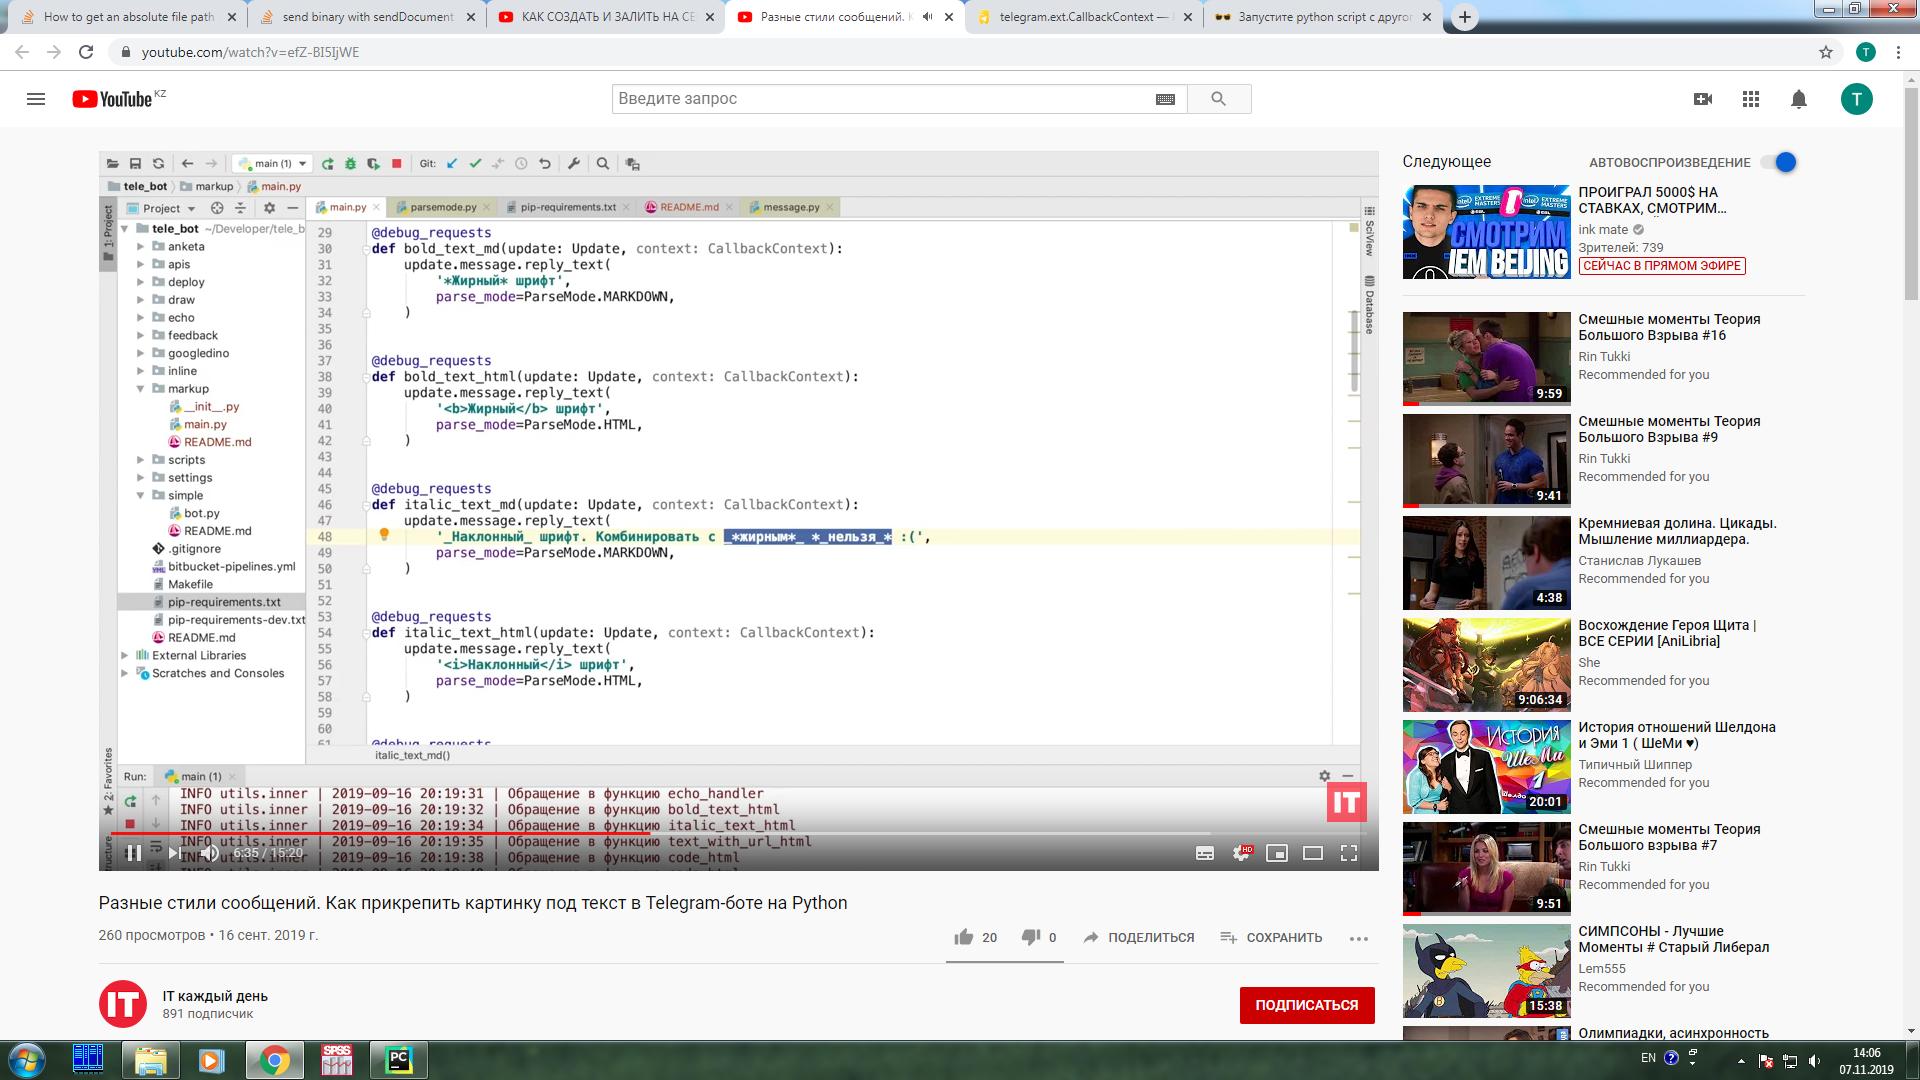 How to get an absolute file path
send binary with sendDocument
КАК СОЗДАТЬ И ЗАЛИТЬ НА СЕ
Разные стили сообщений. К
telegram.ext.CallbackContext —
Запустите python script с друго
youtube.com/watch?v=efZ-BI5IjWE
T
YouTube KZ
Введите запрос
T
main (1)
Git:
tele_bot
markup
main.py
1: Project
Project
tele_bot ~/Developer/tele_b
anketa
apis
deploy
draw
echo
feedback
googledino
inline
markup
__init__.py
main.py
README.md
scripts
settings
simple
bot.py
README.md
.gitignore
bitbucket-pipelines.yml
Makefile
pip-requirements.txt
pip-requirements-dev.txt
README.md
External Libraries
Scratches and Consoles
2: Favorites
main.py
parsemode.py
pip-requirements.txt
README.md
message.py
29 @debug_requests
30 def bold_text_md(update: Update, context: CallbackContext):
31 update.message.reply_text(
32 '*Жирный* шрифт',
33 parse_mode=ParseMode.MARKDOWN,
34 )
35
36
37 @debug_requests
38 def bold_text_html(update: Update, context: CallbackContext):
39 update.message.reply_text(
40 '<b>Жирный</b> шрифт',
41 parse_mode=ParseMode.HTML,
42 )
43
44
45 @debug_requests
46 def italic_text_md(update: Update, context: CallbackContext):
47 update.message.reply_text(
48 '_Наклонный_ шрифт. Комбинировать с _*жирным*_ *_нельзя_* :(',
49 parse_mode=ParseMode.MARKDOWN,
50 )
51
52
53 @debug_requests
54 def italic_text_html(update: Update, context: CallbackContext):
55 update.message.reply_text(
56 '<i>Наклонный</i> шрифт',
57 parse_mode=ParseMode.HTML,
58 )
59
60
61 @debug_requests
italic_text_md()
SciView
Database
Run: main (1)
INFO utils.inner | 2019-09-16 20:19:31 | Обращение в функцию echo_handler
INFO utils.inner | 2019-09-16 20:19:32 | Обращение в функцию bold_text_html
INFO utils.inner | 2019-09-16 20:19:34 | Обращение в функцию italic_text_html
INFO utils.inner | 2019-09-16 20:19:35 | Обращение в функцию text_with_url_html
INFO utils.inner | 2019-09-16 20:19:38 | Обращение в функцию code_html
IT
6:35 / 15:20
HD
Разные стили сообщений. Как прикрепить картинку под текст в Telegram-боте на Python
260 просмотров • 16 сент. 2019 г.
20
0
ПОДЕЛИТЬСЯ
СОХРАНИТЬ
IT
IT каждый день
891 подписчик
ПОДПИСАТЬСЯ
Следующее
АВТОВОСПРОИЗВЕДЕНИЕ
intel EXTREME MASTERS
ESL
СМОТРИМ
IEM BEIJING
ПРОИГРАЛ 5000$ НА
СТАВКАХ, СМОТРИМ...
ink mate
Зрителей: 739
СЕЙЧАС В ПРЯМОМ ЭФИРЕ
9:59
Смешные моменты Теория
Большого Взрыва #16
Rin Tukki
Recommended for you
9:41
Смешные моменты Теория
Большого Взрыва #9
Rin Tukki
Recommended for you
4:38
Кремниевая долина. Цикады.
Мышление миллиардера.
Станислав Лукашев
Recommended for you
9:06:34
Восхождение Героя Щита |
ВСЕ СЕРИИ [AniLibria]
She
Recommended for you
ИСТОРИЯ
ШеМи
1
20:01
История отношений Шелдона
и Эми 1 ( ШеМи ♥)
Типичный Шиппер
Recommended for you
9:51
Смешные моменты Теория
Большого взрыва #7
Rin Tukki
Recommended for you
15:38
СИМПСОНЫ - Лучшие
Моменты # Старый Либерал
Lem555
Recommended for you
Олимпиадки, асинхронность
SPSS
PC
EN
14:06
07.11.2019